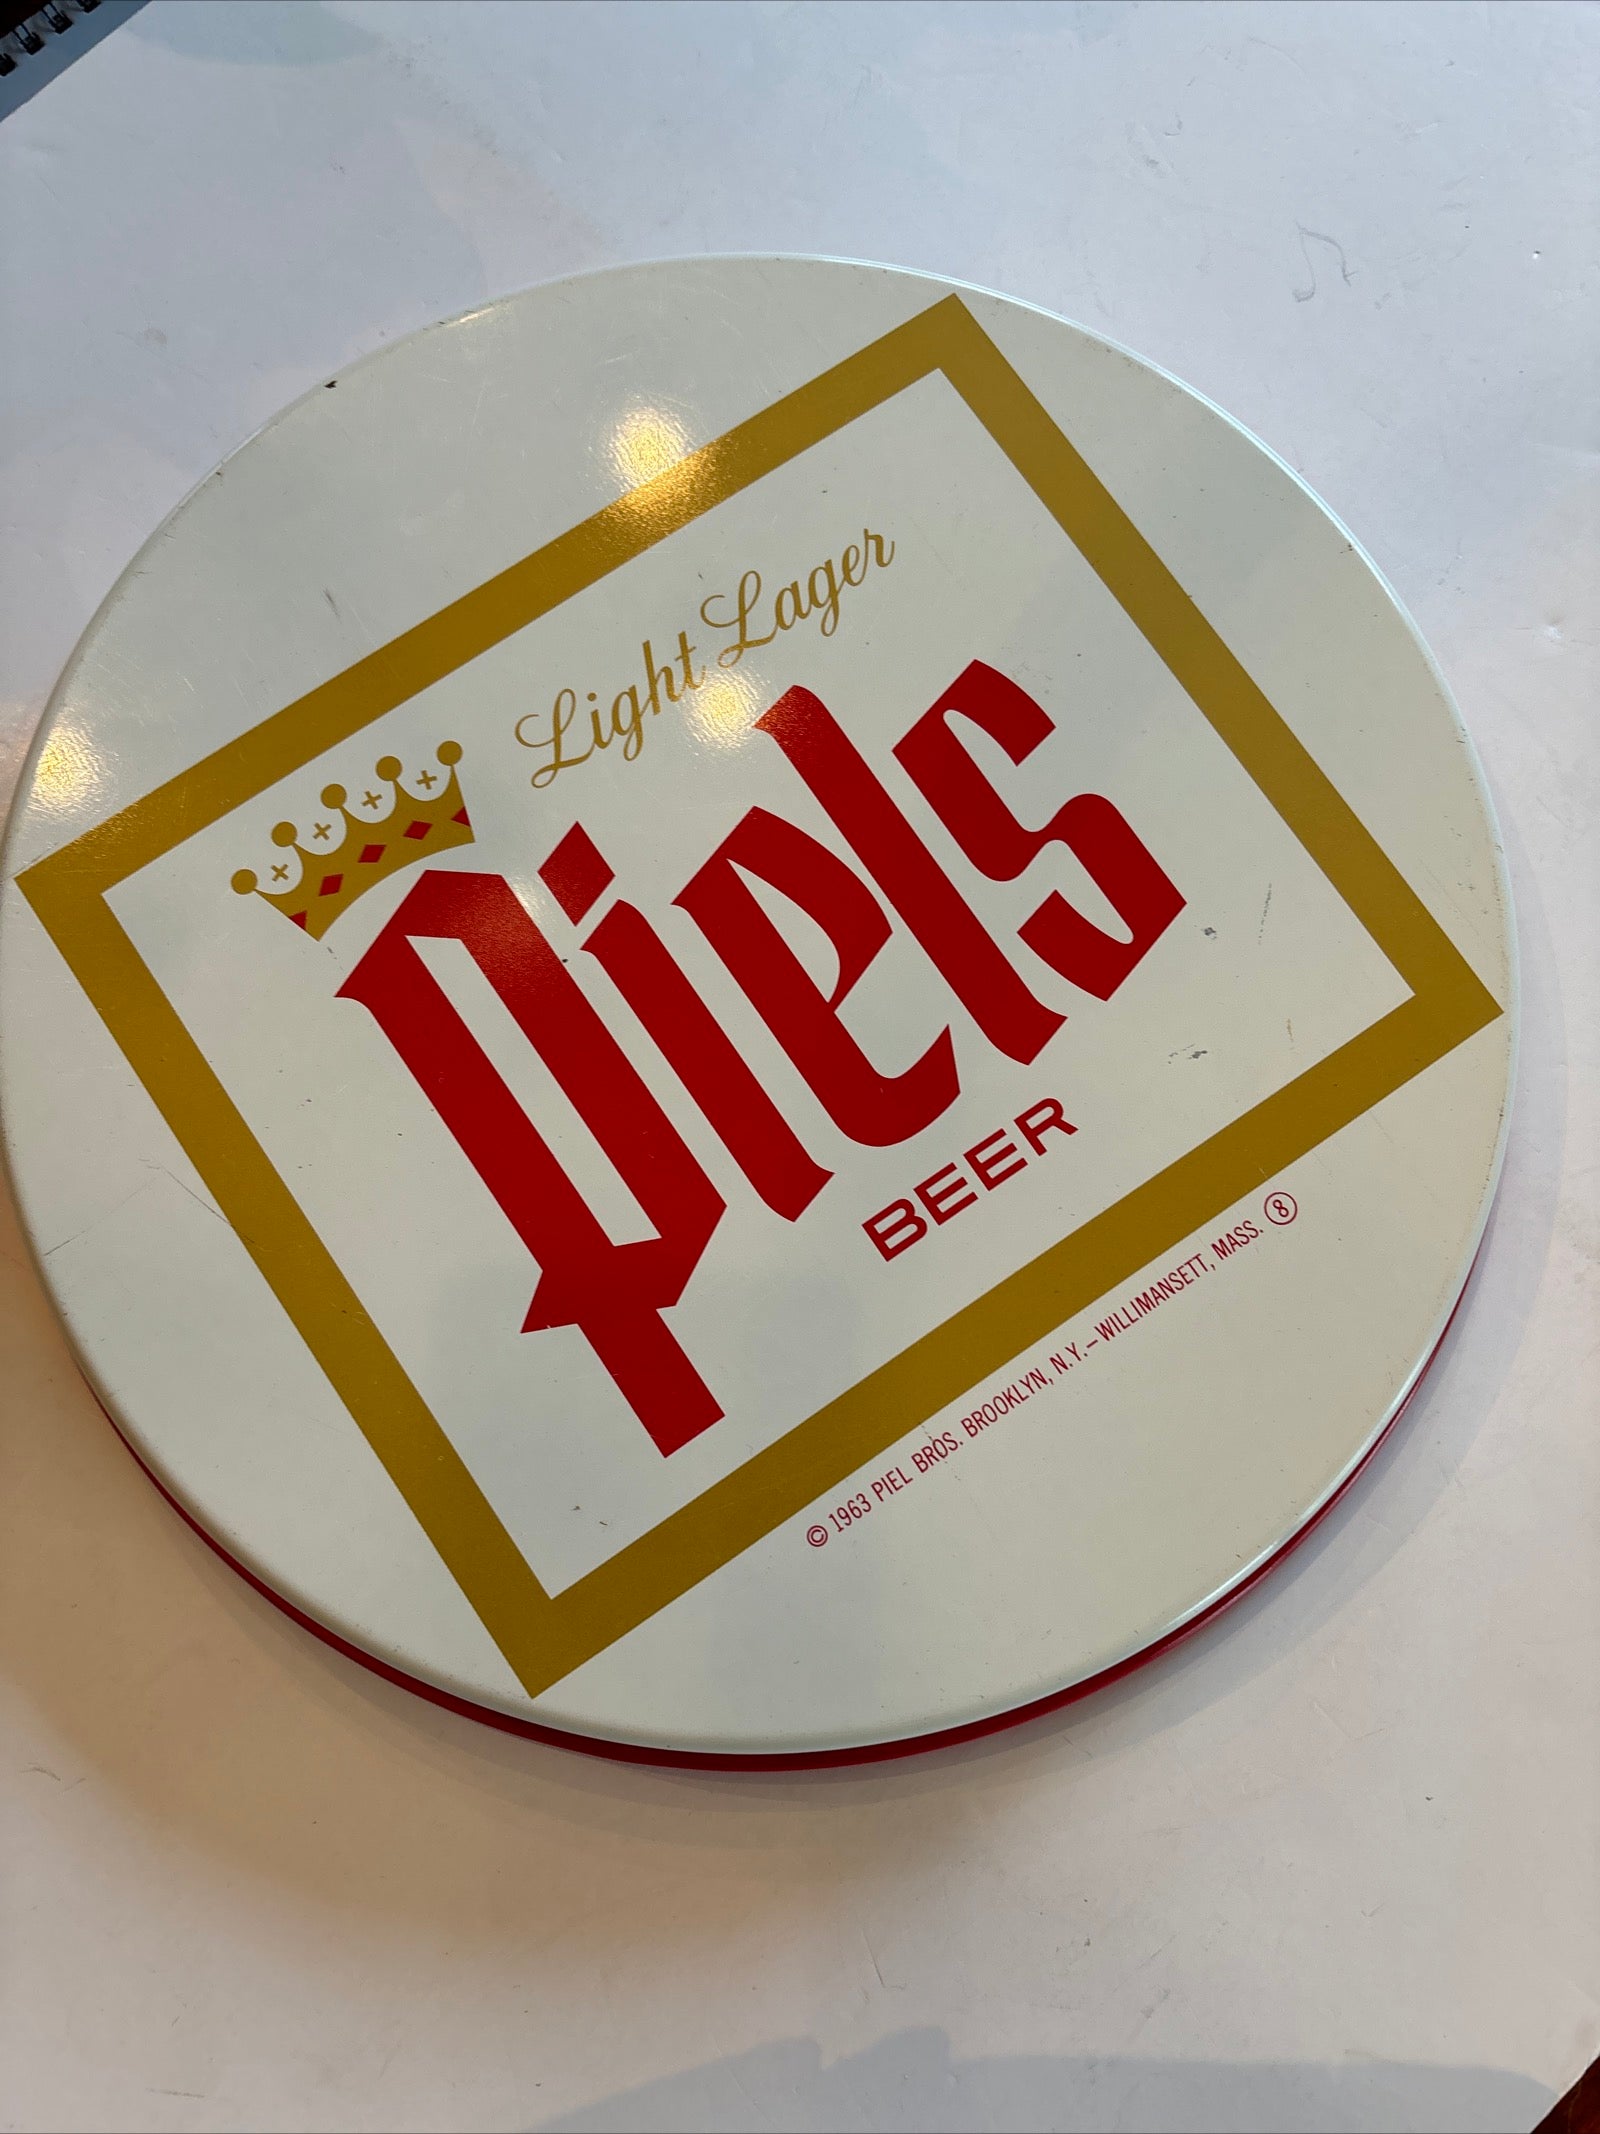 Light Lager
Piels
BEER
© 1963 PIEL BROS. BROOKLYN, N.Y.–WILLIMANSETT, MASS. 8